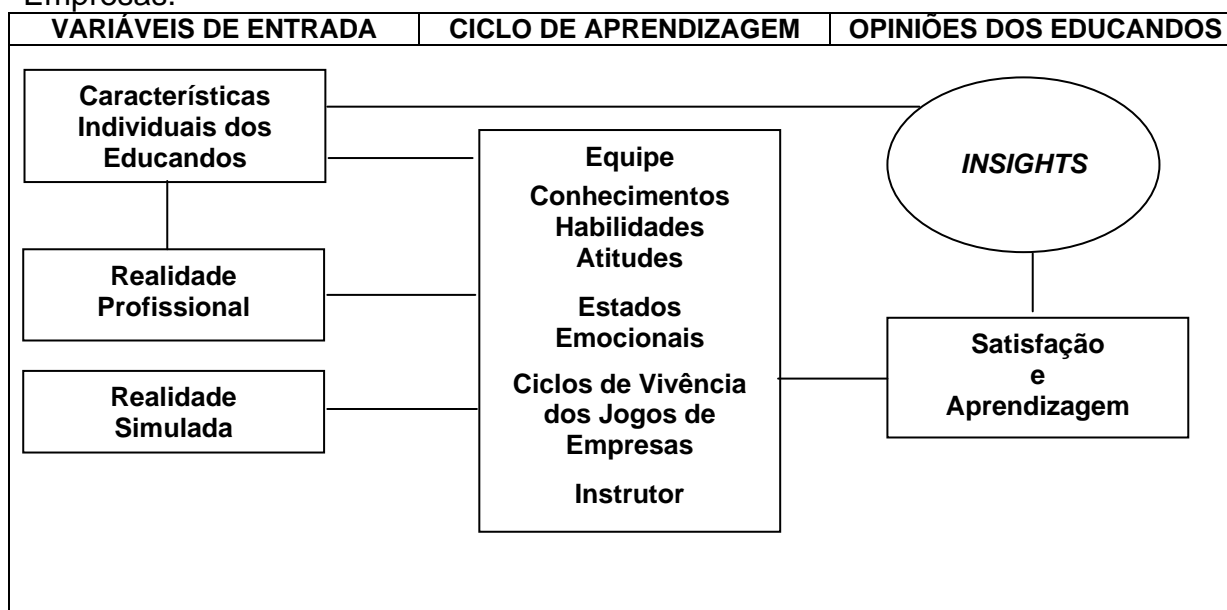 Empresas.
VARIÁVEIS DE ENTRADA
CICLO DE APRENDIZAGEM
OPINIÕES DOS EDUCANDOS
Características
Individuais dos
Educandos
Realidade
Profissional
Realidade
Simulada
Equipe
Conhecimentos
Habilidades
Atitudes
Estados
Emocionais
Ciclos de Vivência
dos Jogos de
Empresas
Instrutor
INSIGHTS
Satisfação
e
Aprendizagem